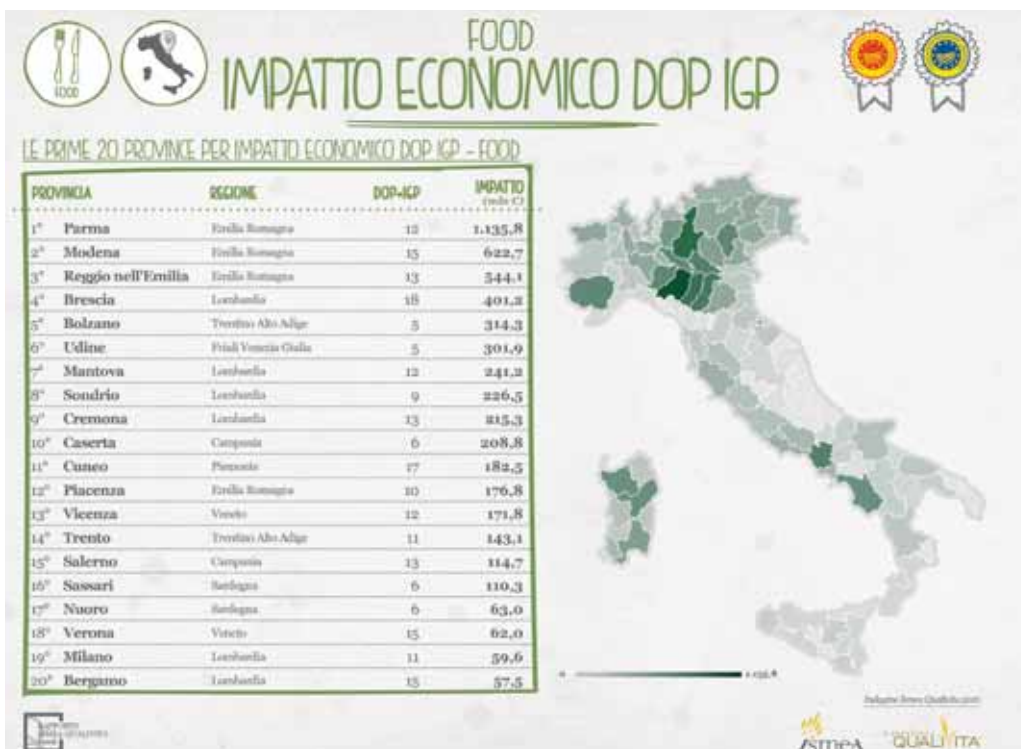 FOOD
IMPATTO ECONOMICO DOP IGP
FOOD
LE PRIME 20 PROVINCE PER IMPATTO ECONOMICO DOP IGP - FOOD
PROVINCIA REGIONE DOP+IGP IMPATTO
(mln €)
1° Parma Emilia Romagna 12 1.135,8
2° Modena Emilia Romagna 15 622,7
3° Reggio nell'Emilia Emilia Romagna 13 544,1
4° Brescia Lombardia 18 401,2
5° Bolzano Trentino Alto Adige 5 314,3
6° Udine Friuli Venezia Giulia 5 301,9
7° Mantova Lombardia 12 241,2
8° Sondrio Lombardia 9 226,5
9° Cremona Lombardia 13 215,3
10° Caserta Campania 6 208,8
11° Cuneo Piemonte 17 182,5
12° Piacenza Emilia Romagna 10 176,8
13° Vicenza Veneto 12 171,8
14° Trento Trentino Alto Adige 11 143,1
15° Salerno Campania 13 114,7
16° Sassari Sardegna 6 110,3
17° Nuoro Sardegna 6 63,0
18° Verona Veneto 15 62,0
19° Milano Lombardia 11 59,6
20° Bergamo Lombardia 57,5
0 1.135,8
ismea QUALIVITA